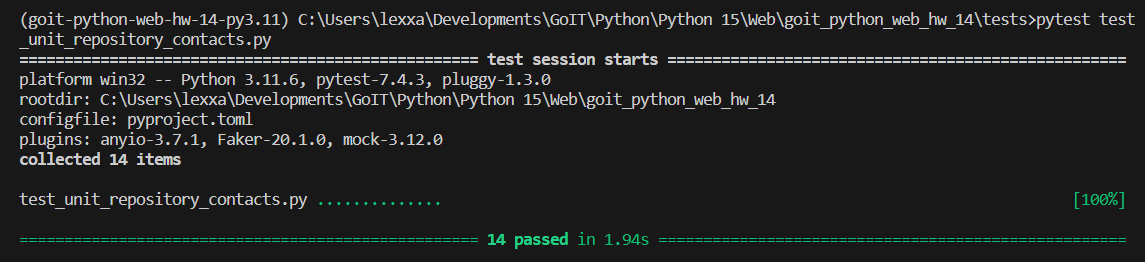 (goit-python-web-hw-14-py3.11) C:\Users\lexxa\Developments\GoIT\Python\Python 15\Web\goit_python_web_hw_14\tests>pytest test
_unit_repository_contacts.py
================================================== test session starts ==================================================
platform win32 -- Python 3.11.6, pytest-7.4.3, pluggy-1.3.0
rootdir: C:\Users\lexxa\Developments\GoIT\Python\Python 15\Web\goit_python_web_hw_14
configfile: pyproject.toml
plugins: anyio-3.7.1, Faker-20.1.0, mock-3.12.0
collected 14 items
test_unit_repository_contacts.py .............. [100%]
================================================== 14 passed in 1.94s ===================================================